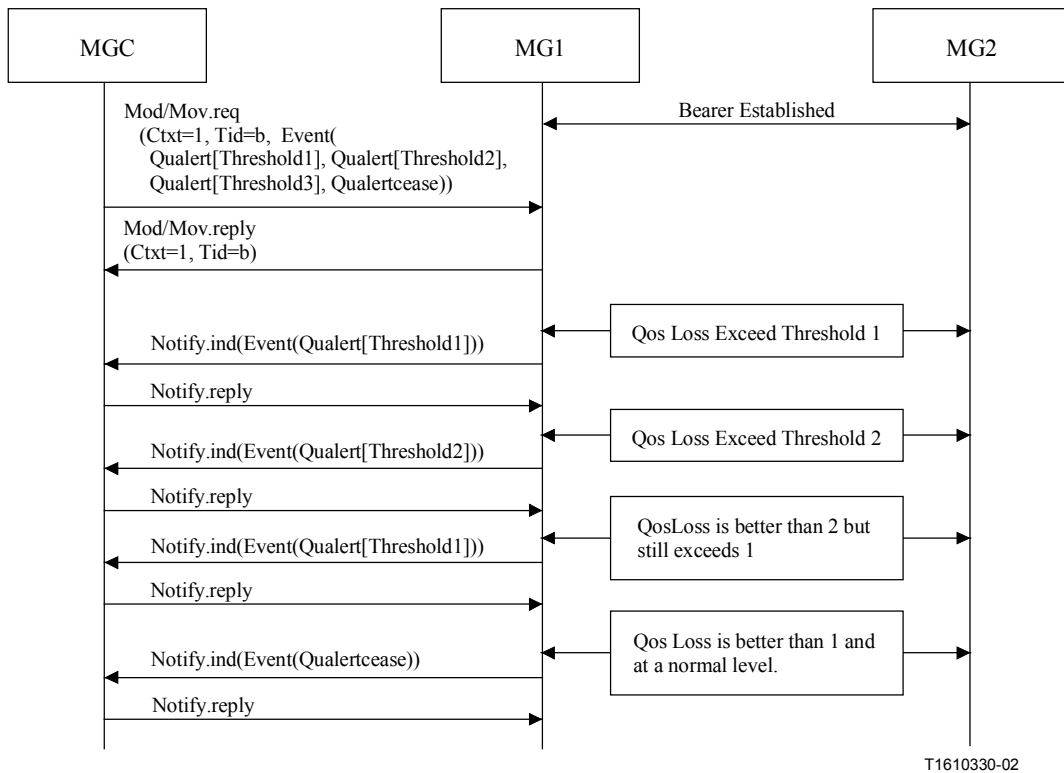 MGC
MG1
MG2
Mod/Mov.req
(Ctxt=1, Tid=b, Event(
Qualert[Threshold1], Qualert[Threshold2],
Qualert[Threshold3], Qualertcease))
Bearer Established
Mod/Mov.reply
(Ctxt=1, Tid=b)
Qos Loss Exceed Threshold 1
Notify.ind(Event(Qualert[Threshold1]))
Notify.reply
Qos Loss Exceed Threshold 2
Notify.ind(Event(Qualert[Threshold2]))
Notify.reply
QosLoss is better than 2 but
still exceeds 1
Notify.ind(Event(Qualert[Threshold1]))
Notify.reply
Qos Loss is better than 1 and
at a normal level.
Notify.ind(Event(Qualertcease))
Notify.reply
T1610330-02